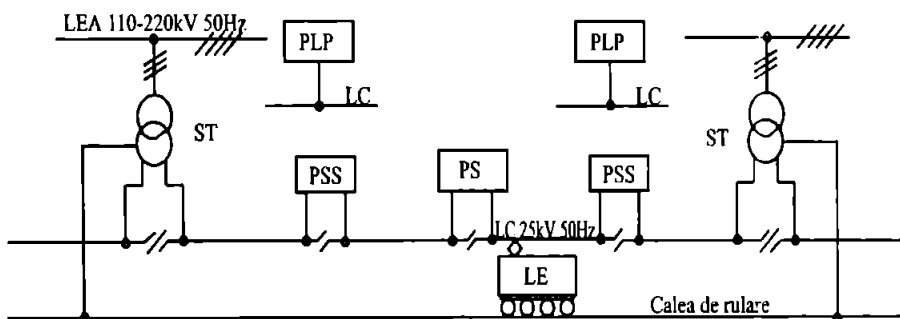 LEA 110-220kV 50Hz
PLP
PLP
LC
LC
ST
ST
PSS
PS
PSS
LC 25kV 50Hz
LE
Calea de rulare